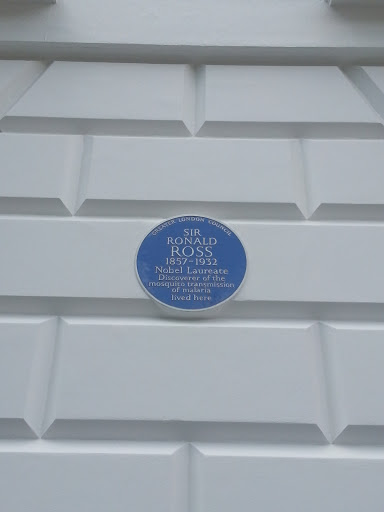 GREATER LONDON COUNCIL
SIR
RONALD
ROSS
1857-1932
Nobel Laureate
Discoverer of the
mosquito transmission
of malaria
lived here